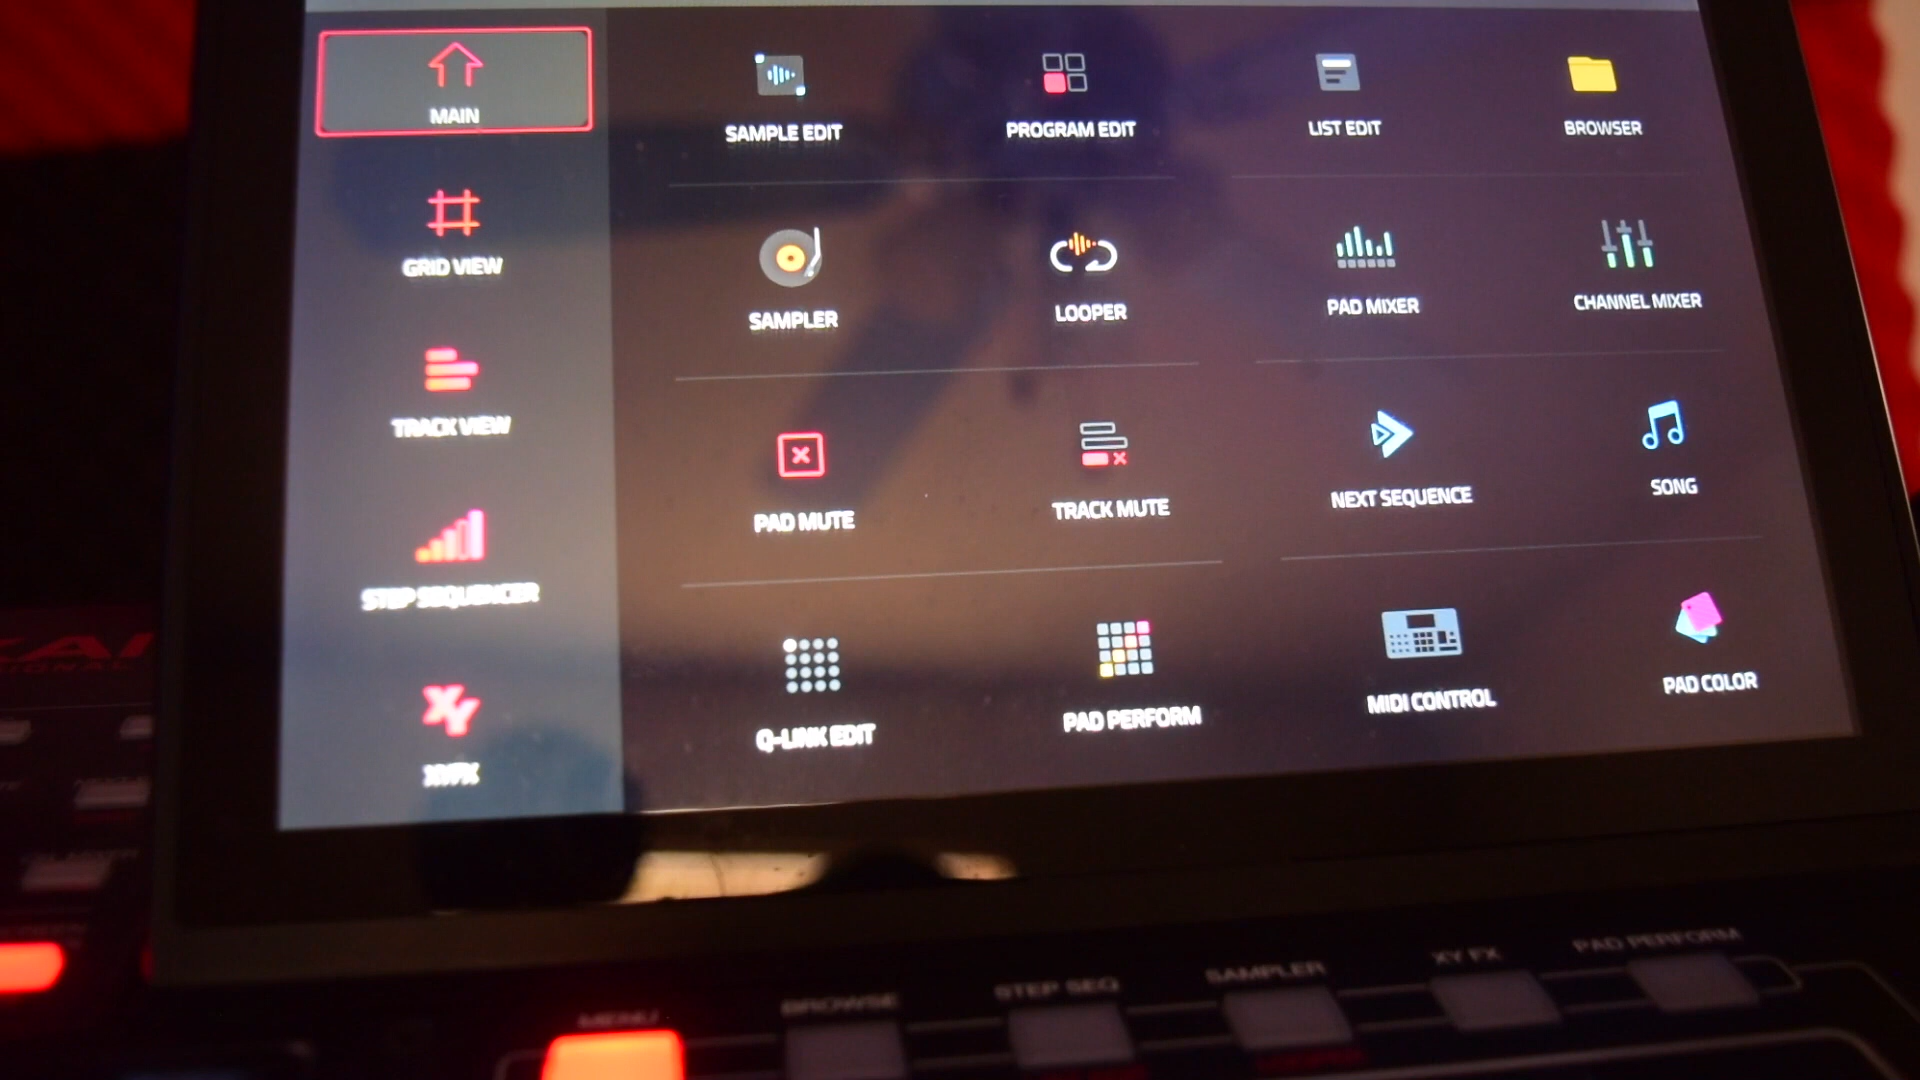 MAIN
SAMPLE EDIT
PROGRAM EDIT
LIST EDIT
BROWSER
GRID VIEW
SAMPLER
LOOPER
PAD MIXER
CHANNEL MIXER
TRACK VIEW
PAD MUTE
TRACK MUTE
NEXT SEQUENCE
SONG
STEP SEQUENCER
Q-LINK EDIT
PAD PERFORM
MIDI CONTROL
PAD COLOR
XYFX
MENU
BROWSE
STEP SEQ
SAMPLER
XY FX
PAD PERFORM